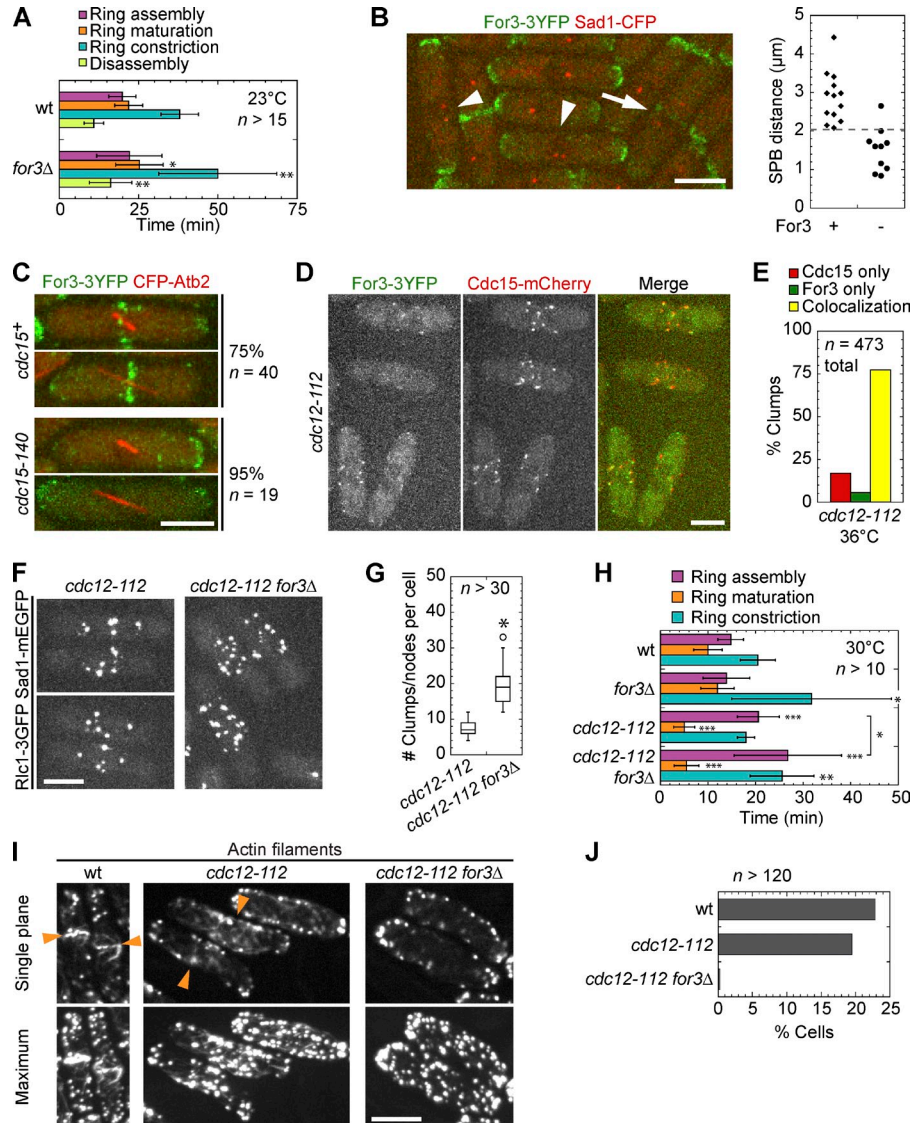 A
Ring assembly
Ring maturation
Ring constriction
Disassembly
wt
23°C
n > 15
for3Δ
*
**
**
0 25 50 75
Time (min)
B
For3-3YFP Sad1-CFP
SPB distance (µm)
5
4
3
2
1
0
For3 + -
C
For3-3YFP CFP-Atb2
cdc15+
75%
n = 40
cdc15-140
95%
n = 19
D
For3-3YFP Cdc15-mCherry Merge
cdc12-112
E
Cdc15 only
For3 only
Colocalization
% Clumps
100
75
50
25
0
n = 473
total
cdc12-112
36°C
F
cdc12-112 cdc12-112 for3Δ
Rlc1-3GFP Sad1-mEGFP
G
# Clumps/nodes per cell
50
40
30
20
10
0
n > 30
*
cdc12-112
cdc12-112 for3Δ
H
Ring assembly
Ring maturation
Ring constriction
30°C
n > 10
wt
for3Δ
*
cdc12-112
***
***
*
cdc12-112
for3Δ
***
***
**
0 10 20 30 40 50
Time (min)
I
Actin filaments
wt cdc12-112 cdc12-112 for3Δ
Single plane
Maximum
J
n > 120
wt
cdc12-112
cdc12-112 for3Δ
0 5 10 15 20 25
% Cells